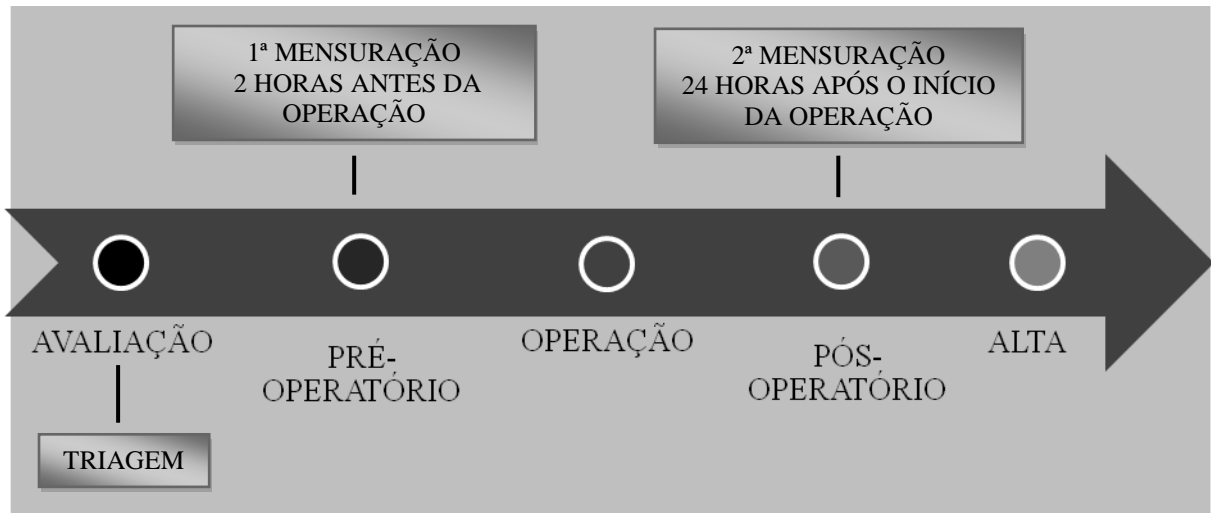 1ª MENSURAÇÃO
2 HORAS ANTES DA
OPERAÇÃO
2ª MENSURAÇÃO
24 HORAS APÓS O INÍCIO
DA OPERAÇÃO
AVALIAÇÃO
PRÉ-
OPERATÓRIO
OPERAÇÃO
PÓS-
OPERATÓRIO
ALTA
TRIAGEM